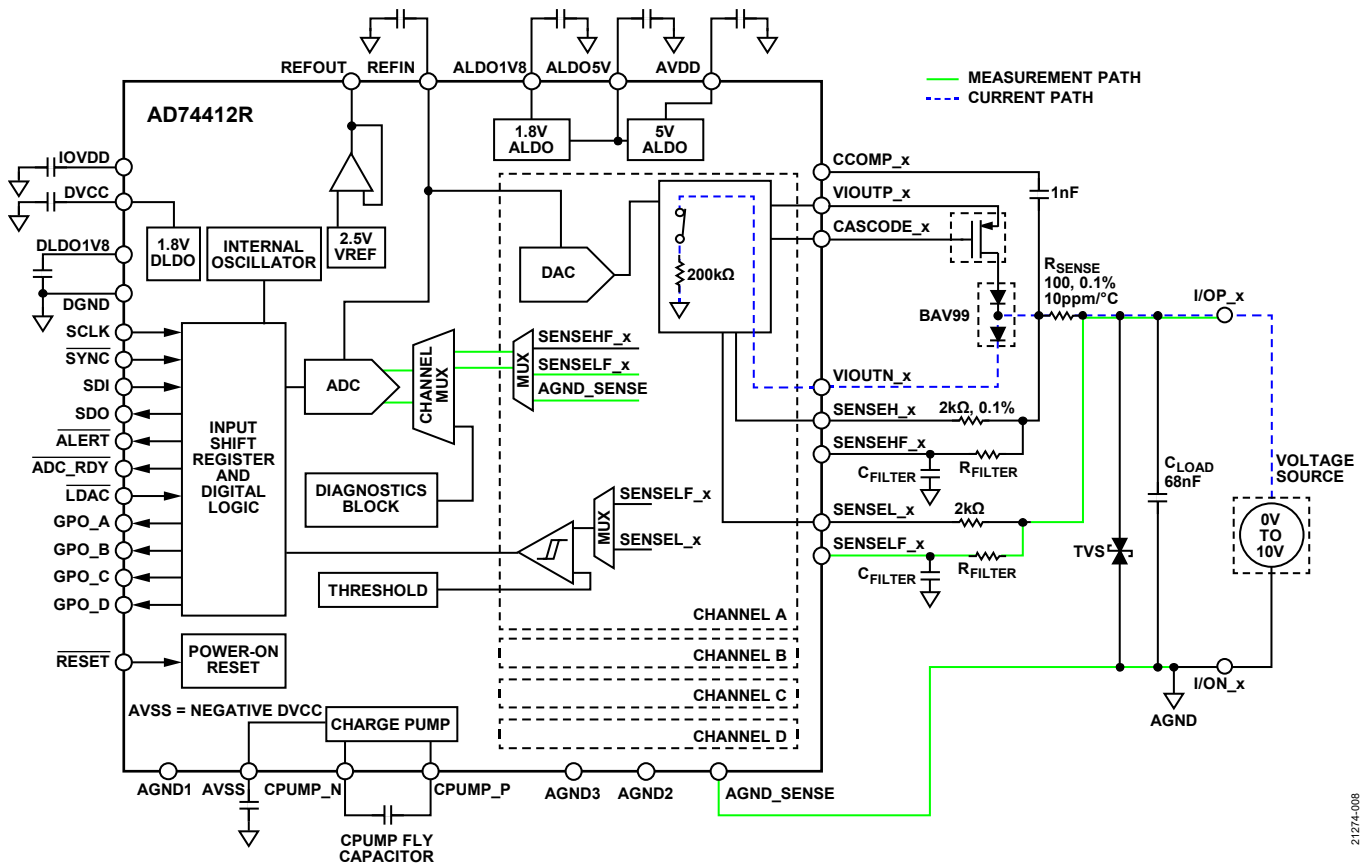 REFOUT
REFIN
ALDO1V8
ALDO5V
AVDD
MEASUREMENT PATH
CURRENT PATH
AD74412R
1.8V
ALDO
5V
ALDO
IOVDD
DVCC
DLDO1V8
DGND
SCLK
SYNC
SDI
SDO
ALERT
ADC_RDY
LDAC
GPO_A
GPO_B
GPO_C
GPO_D
RESET
1.8V
DLDO
INTERNAL
OSCILLATOR
2.5V
VREF
INPUT
SHIFT
REGISTER
AND
DIGITAL
LOGIC
POWER-ON
RESET
ADC
CHANNEL
MUX
DIAGNOSTICS
BLOCK
THRESHOLD
DAC
200kΩ
MUX
SENSEHF_x
SENSELF_x
AGND_SENSE
MUX
SENSELF_x
SENSEL_x
CHANNEL A
CHANNEL B
CHANNEL C
CHANNEL D
CCOMP_x
VIOUTP_x
CASCODE_x
VIOUTN_x
SENSEH_x
SENSEHF_x
SENSEL_x
SENSELF_x
1nF
BAV99
RSENSE
100, 0.1%
10ppm/°C
I/OP_x
2kΩ, 0.1%
CFILTER
RFILTER
2kΩ
CFILTER
RFILTER
TVS
CLOAD
68nF
VOLTAGE
SOURCE
0V
TO
10V
I/ON_x
AGND
AVSS = NEGATIVE DVCC
CHARGE PUMP
AGND1
AVSS
CPUMP_N
CPUMP_P
AGND3
AGND2
AGND_SENSE
CPUMP FLY
CAPACITOR
21274-008